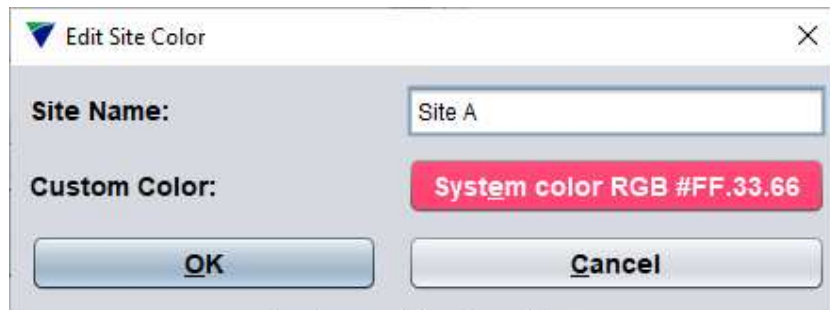 Edit Site Color
Site Name: Site A
Custom Color: System color RGB #FF.33.66
OK Cancel